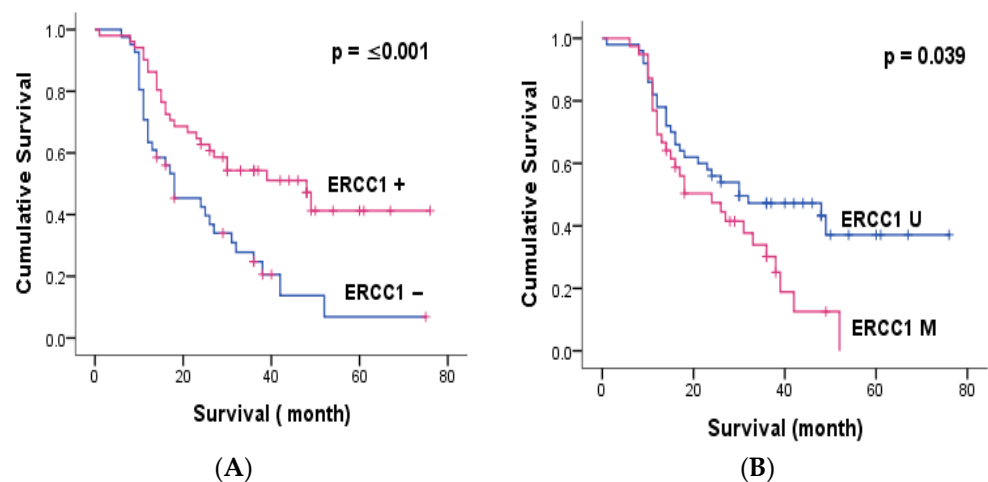 1.0
0.8
0.6
0.4
0.2
0.0
Cumulative Survival
p = ≤0.001
ERCC1 +
ERCC1 –
0 20 40 60 80
Survival ( month)
(A)
1.0
0.8
0.6
0.4
0.2
0.0
Cumulative Survival
p = 0.039
ERCC1 U
ERCC1 M
0 20 40 60 80
Survival (month)
(B)